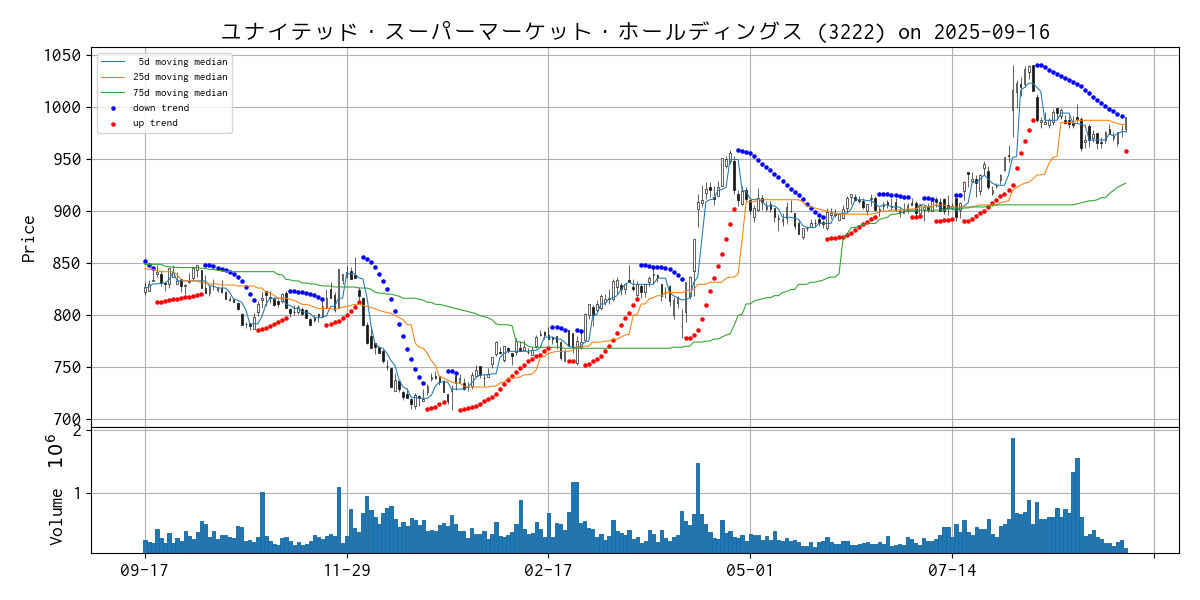 ユナイテッド・スーパーマーケット・ホールディングス (3222) on 2025-09-16
1050
1000
950
900
850
800
750
700
Price
5d moving median
25d moving median
75d moving median
down trend
up trend
2
1
Volume 10^6
09-17
11-29
02-17
05-01
07-14